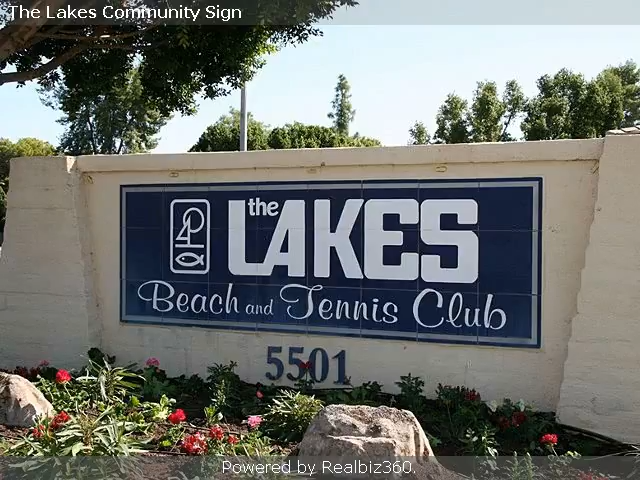 The Lakes Community Sign
the LAKES
Beach and Tennis Club
5501
Powered by Realbiz360.